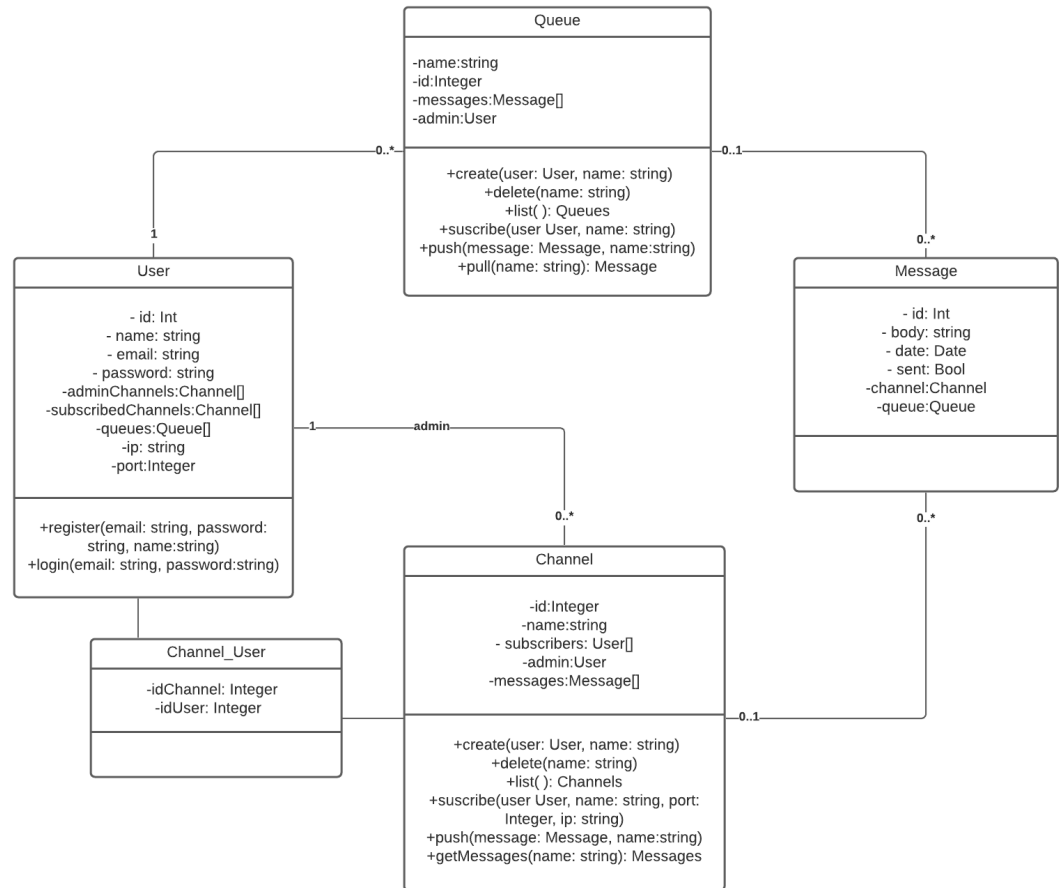 Queue
-name:string
-id:Integer
-messages:Message[]
-admin:User
0..*
0..1
+create(user: User, name: string)
+delete(name: string)
+list( ): Queues
+suscribe(user User, name: string)
+push(message: Message, name:string)
+pull(name: string): Message
1
0..*
User
- id: Int
- name: string
- email: string
- password: string
-adminChannels:Channel[]
-subscribedChannels:Channel[]
-queues:Queue[]
-ip: string
-port:Integer
+register(email: string, password:
string, name:string)
+login(email: string, password:string)
Message
- id: Int
- body: string
- date: Date
- sent: Bool
-channel:Channel
-queue:Queue
1
admin
0..*
0..*
Channel
-id:Integer
-name:string
- subscribers: User[]
-admin:User
-messages:Message[]
Channel_User
-idChannel: Integer
-idUser: Integer
0..1
+create(user: User, name: string)
+delete(name: string)
+list( ): Channels
+suscribe(user User, name: string, port:
Integer, ip: string)
+push(message: Message, name:string)
+getMessages(name: string): Messages